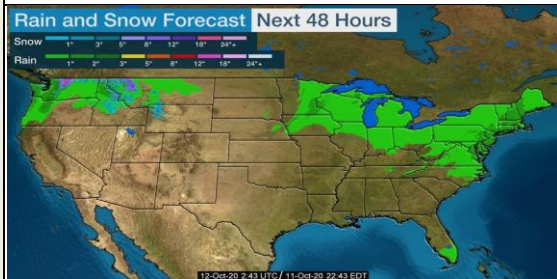 Rain and Snow Forecast Next 48 Hours
Snow
1" 3" 5" 8" 12" 18" 24"+
Rain
1" 2" 3" 5" 8" 12" 18" 24"+
12-Oct-20 2:43 UTC / 11-Oct-20 22:43 EDT